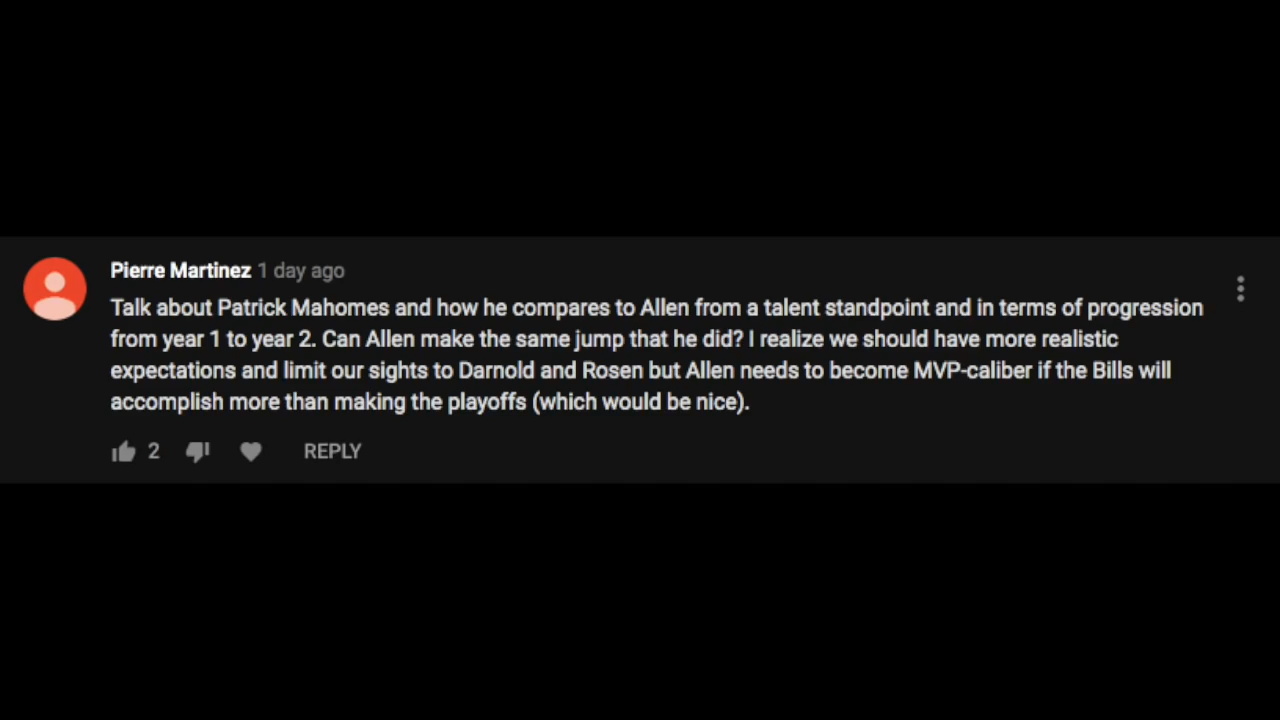 Pierre Martinez 1 day ago
Talk about Patrick Mahomes and how he compares to Allen from a talent standpoint and in terms of progression
from year 1 to year 2. Can Allen make the same jump that he did? I realize we should have more realistic
expectations and limit our sights to Darnold and Rosen but Allen needs to become MVP-caliber if the Bills will
accomplish more than making the playoffs (which would be nice).
2 REPLY